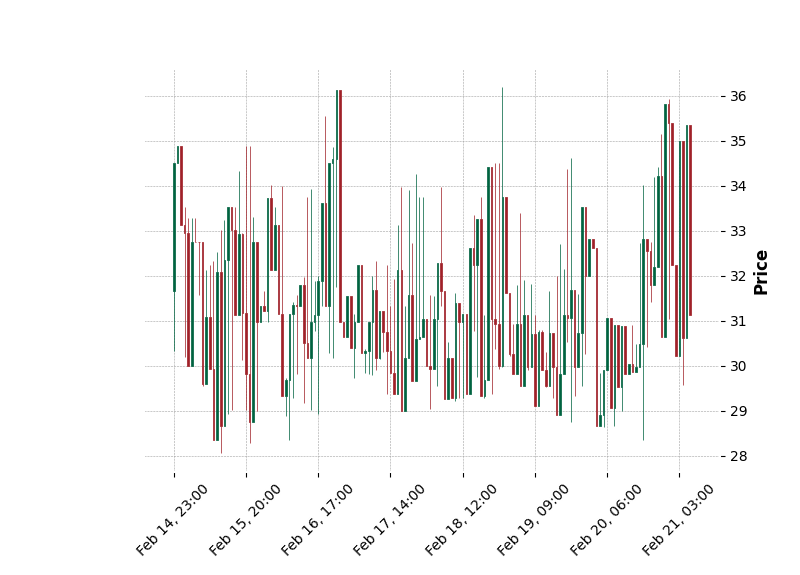 36
35
34
33
32
31
30
29
28
Price
Feb 14, 23:00
Feb 15, 20:00
Feb 16, 17:00
Feb 17, 14:00
Feb 18, 12:00
Feb 19, 09:00
Feb 20, 06:00
Feb 21, 03:00